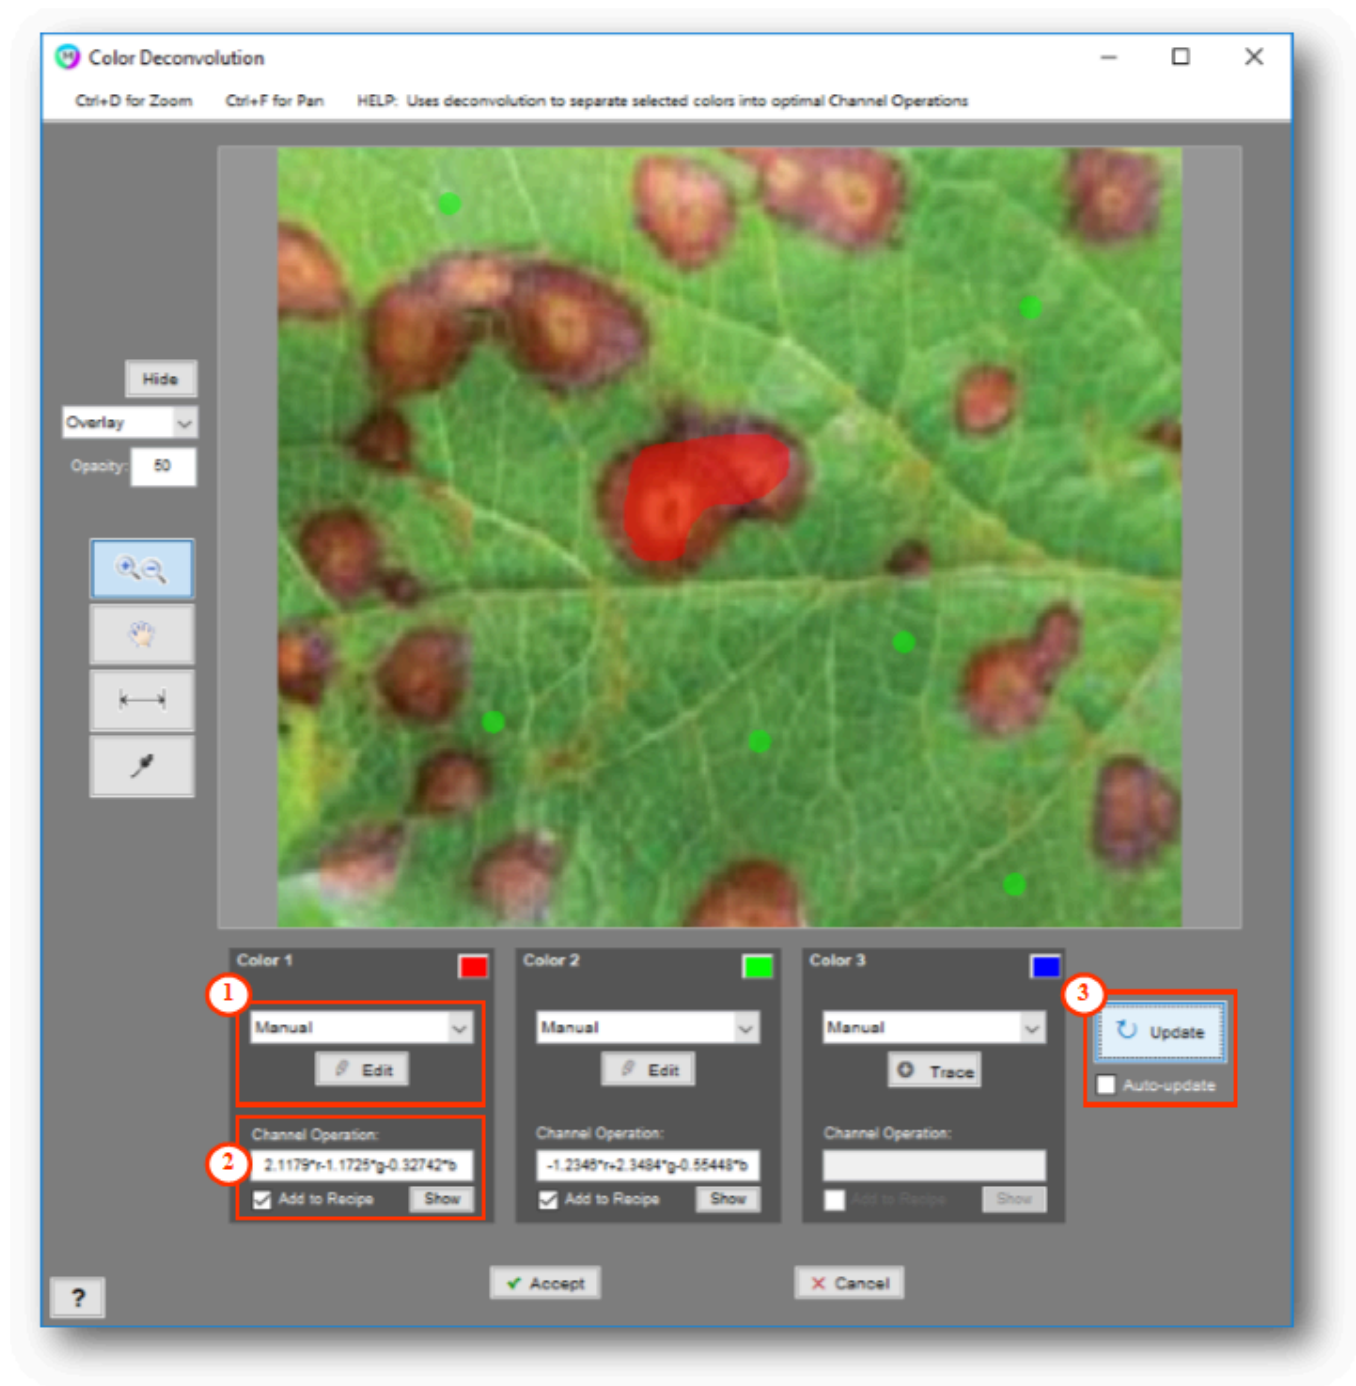 Color Deconvolution
Ctrl+D for Zoom Ctrl+F for Pan HELP: Uses deconvolution to separate selected colors into optimal Channel Operations
Hide
Overlay
Opacity: 50
Color 1 Color 2 Color 3
1 3
Manual Manual Manual Update
Edit Edit Trace
Auto-update
Channel Operation: Channel Operation: Channel Operation:
2 2.1179*r-1.1725*g-0.32742*b -1.2346*r+2.3484*g-0.55448*b
Add to Recipe Show Add to Recipe Show Add to Recipe Show
Accept Cancel
?